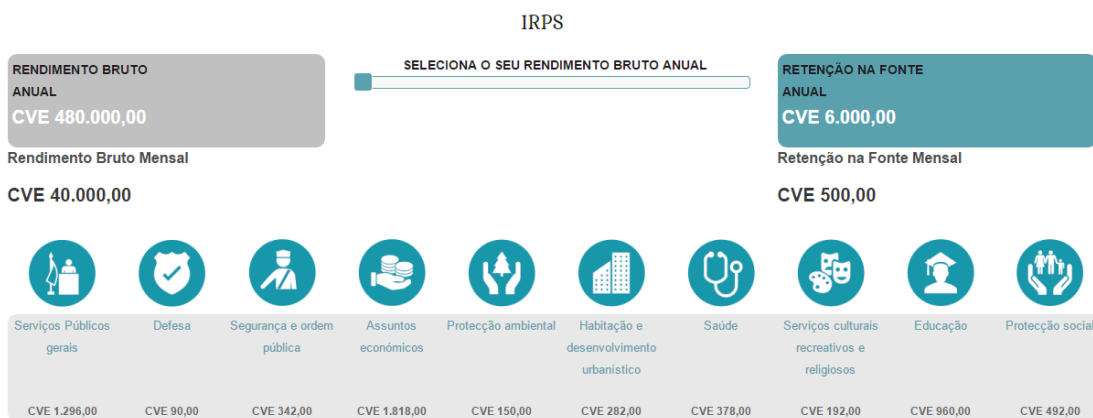 IRPS
RENDIMENTO BRUTO
ANUAL
CVE 480.000,00
Rendimento Bruto Mensal
CVE 40.000,00
SELECIONA O SEU RENDIMENTO BRUTO ANUAL
RETENÇÃO NA FONTE
ANUAL
CVE 6.000,00
Retenção na Fonte Mensal
CVE 500,00
Serviços Públicos
gerais
CVE 1.296,00
Defesa
CVE 90,00
Segurança e ordem
pública
CVE 342,00
Assuntos
económicos
CVE 1.818,00
Protecção ambiental
CVE 150,00
Habitação e
desenvolvimento
urbanístico
CVE 282,00
Saúde
CVE 378,00
Serviços culturais
recreativos e
religiosos
CVE 192,00
Educação
CVE 960,00
Protecção social
CVE 492,00